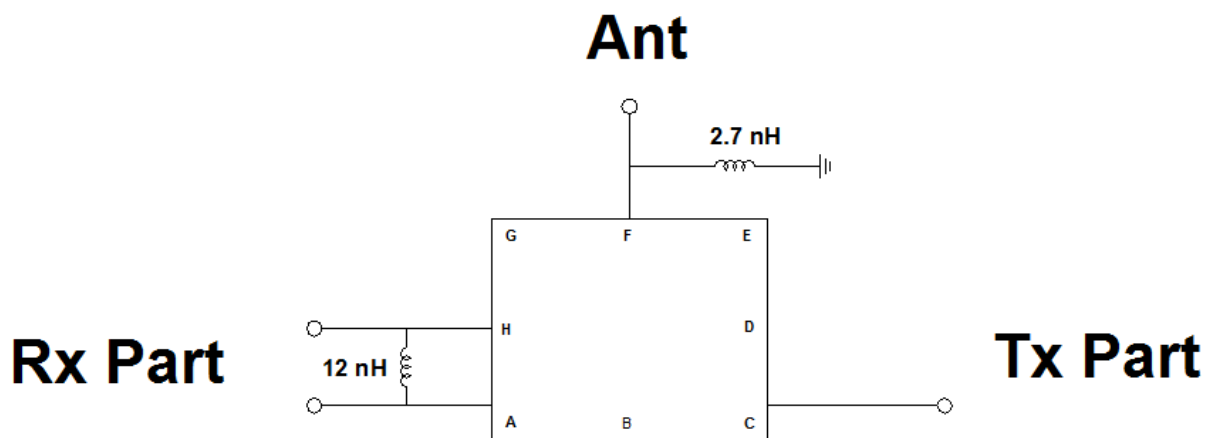 Ant
2.7 nH
G F E
H D
Rx Part 12 nH Tx Part
A B C